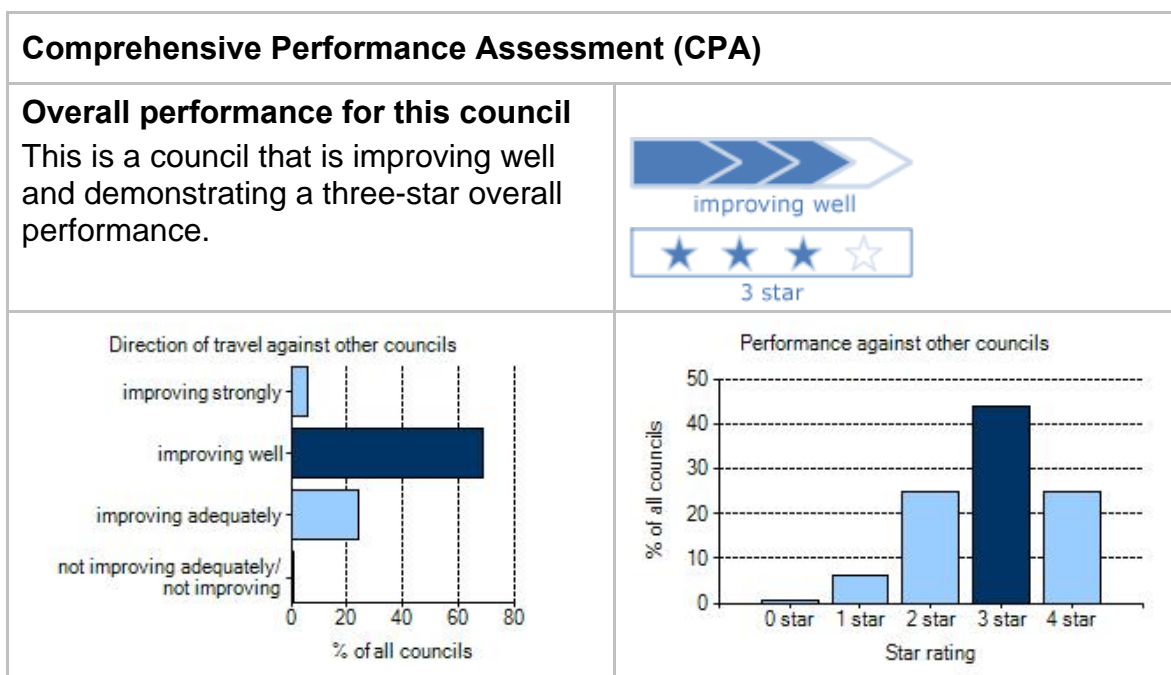 Comprehensive Performance Assessment (CPA)
Overall performance for this council
This is a council that is improving well
and demonstrating a three-star overall
performance.
improving well
3 star
Direction of travel against other councils
improving strongly
improving well
improving adequately
not improving adequately/
not improving
0 20 40 60 80
% of all councils
Performance against other councils
% of all councils
50
40
30
20
10
0
0 star 1 star 2 star 3 star 4 star
Star rating